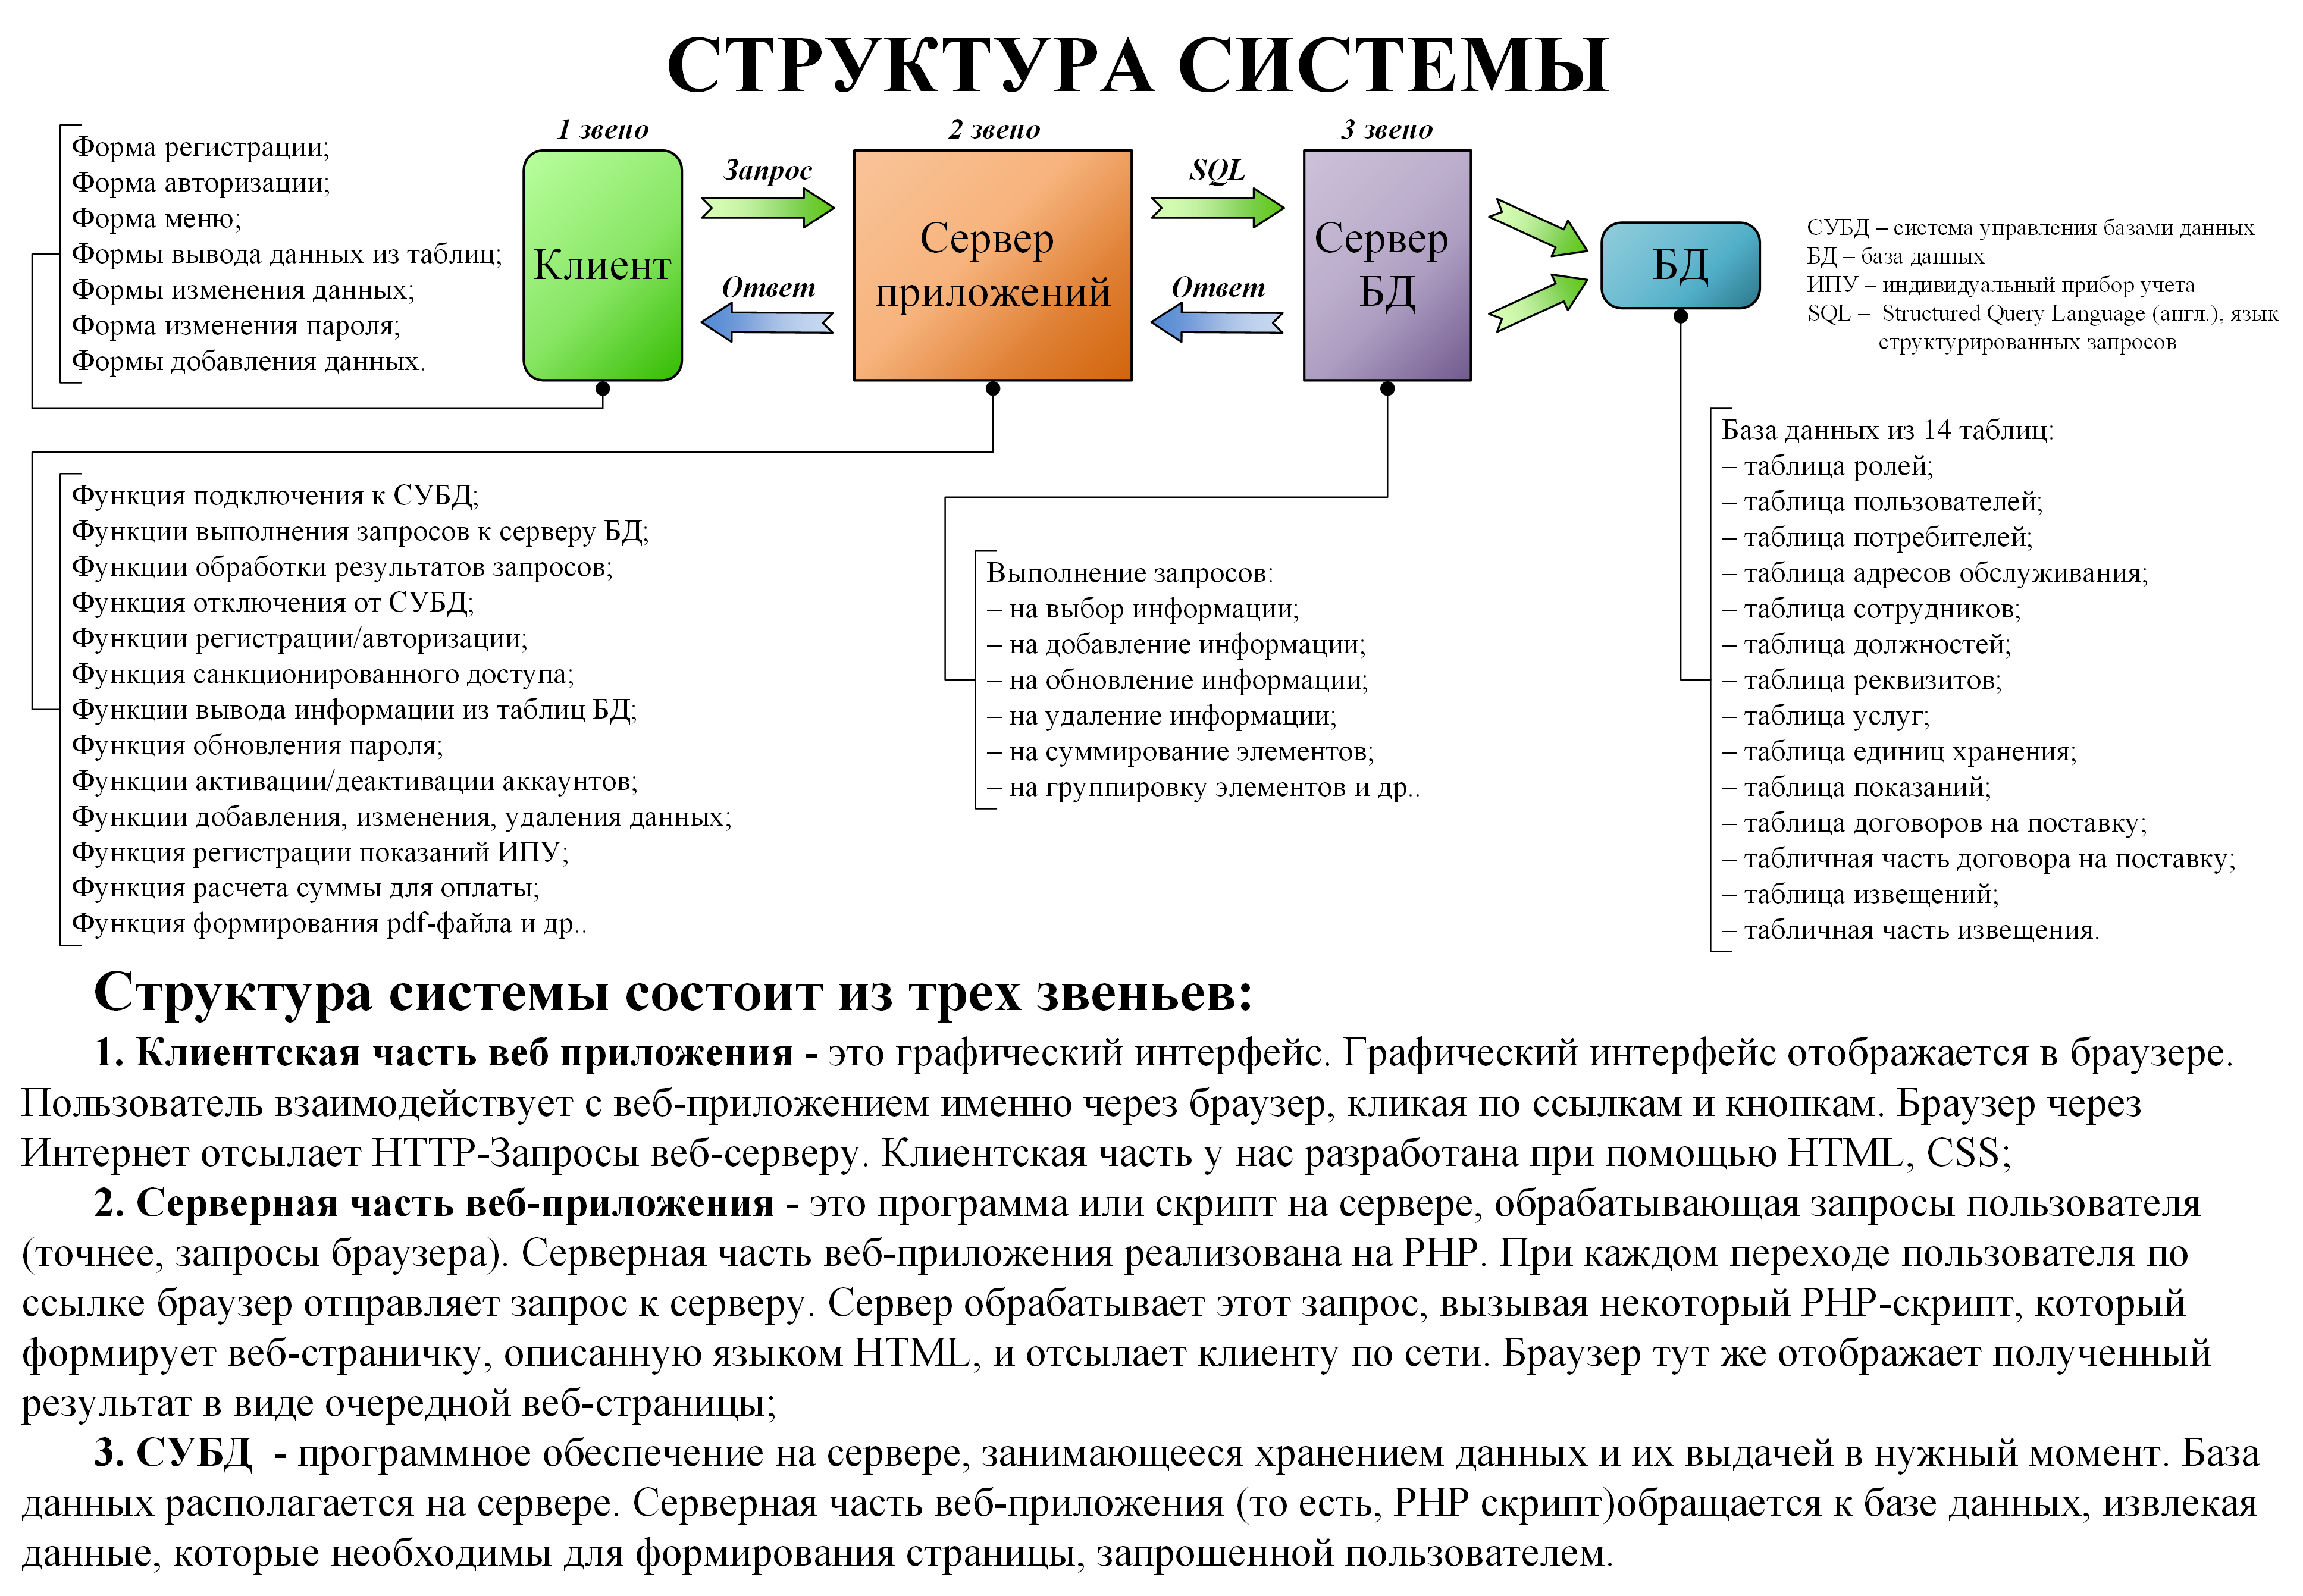 СТРУКТУРА СИСТЕМЫ
1 звено
2 звено
3 звено
Форма регистрации;
Форма авторизации;
Форма меню;
Формы вывода данных из таблиц;
Формы изменения данных;
Форма изменения пароля;
Формы добавления данных.
Клиент
Запрос
Ответ
Сервер
приложений
SQL
Ответ
Сервер
БД
БД
СУБД – система управления базами данных
БД – база данных
ИПУ – индивидуальный прибор учета
SQL – Structured Query Language (англ.), язык
структурированных запросов
Функция подключения к СУБД;
Функции выполнения запросов к серверу БД;
Функции обработки результатов запросов;
Функция отключения от СУБД;
Функции регистрации/авторизации;
Функция санкционированного доступа;
Функции вывода информации из таблиц БД;
Функция обновления пароля;
Функции активации/деактивации аккаунтов;
Функции добавления, изменения, удаления данных;
Функция регистрации показаний ИПУ;
Функция расчета суммы для оплаты;
Функция формирования pdf-файла и др..
Выполнение запросов:
– на выбор информации;
– на добавление информации;
– на обновление информации;
– на удаление информации;
– на суммирование элементов;
– на группировку элементов и др..
База данных из 14 таблиц:
– таблица ролей;
– таблица пользователей;
– таблица потребителей;
– таблица адресов обслуживания;
– таблица сотрудников;
– таблица должностей;
– таблица реквизитов;
– таблица услуг;
– таблица единиц хранения;
– таблица показаний;
– таблица договоров на поставку;
– табличная часть договора на поставку;
– таблица извещений;
– табличная часть извещения.
Структура системы состоит из трех звеньев:
1. Клиентская часть веб приложения - это графический интерфейс. Графический интерфейс отображается в браузере.
Пользователь взаимодействует с веб-приложением именно через браузер, кликая по ссылкам и кнопкам. Браузер через
Интернет отсылает HTTP-Запросы веб-серверу. Клиентская часть у нас разработана при помощью HTML, CSS;
2. Серверная часть веб-приложения - это программа или скрипт на сервере, обрабатывающая запросы пользователя
(точнее, запросы браузера). Серверная часть веб-приложения реализована на PHP. При каждом переходе пользователя по
ссылке браузер отправляет запрос к серверу. Сервер обрабатывает этот запрос, вызывая некоторый PHP-скрипт, который
формирует веб-страничку, описанную языком HTML, и отсылает клиенту по сети. Браузер тут же отображает полученный
результат в виде очередной веб-страницы;
3. СУБД - программное обеспечение на сервере, занимающееся хранением данных и их выдачей в нужный момент. База
данных располагается на сервере. Серверная часть веб-приложения (то есть, PHP скрипт)обращается к базе данных, извлекая
данные, которые необходимы для формирования страницы, запрошенной пользователем.